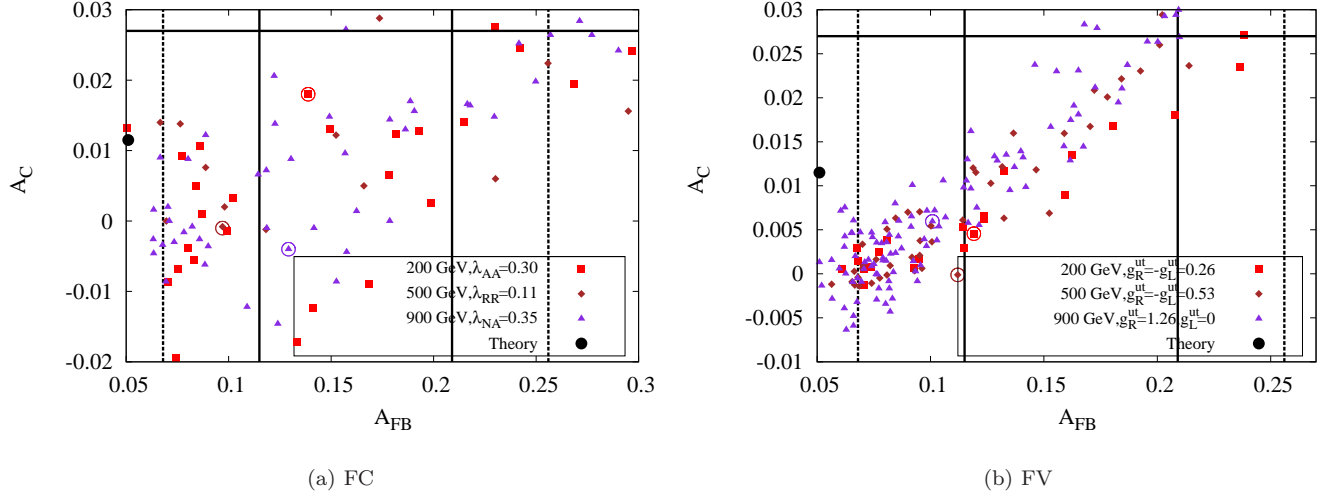 0.03
0.02
0.01
0
-0.01
-0.02
A_C
0.05
0.1
0.15
0.2
0.25
0.3
A_FB
200 GeV,λ_AA=0.30
500 GeV,λ_RR=0.11
900 GeV,λ_NA=0.35
Theory
(a) FC
0.03
0.025
0.02
0.015
0.01
0.005
0
-0.005
-0.01
A_C
0.05
0.1
0.15
0.2
0.25
A_FB
200 GeV,g_R^ut=-g_L^ut=0.26
500 GeV,g_R^ut=-g_L^ut=0.53
900 GeV,g_R^ut=1.26 g_L^ut=0
Theory
(b) FV